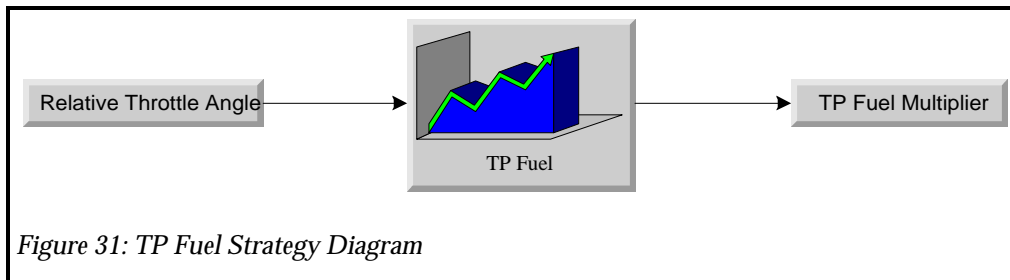 Relative Throttle Angle
TP Fuel
TP Fuel Multiplier
Figure 31: TP Fuel Strategy Diagram